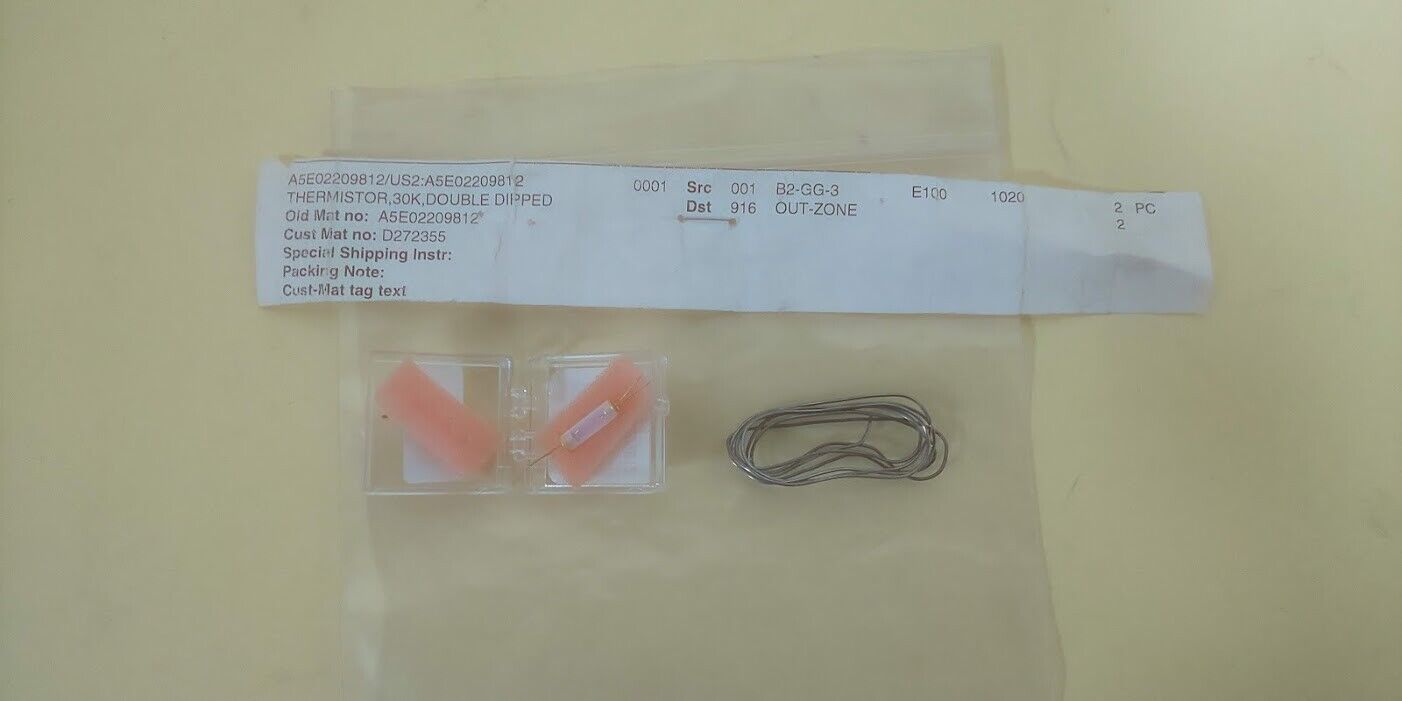 A5E02209812/US2:A5E02209812 0001 Src 001 B2-GG-3 E100 1020 2 PC
THERMISTOR,30K,DOUBLE DIPPED Dst 916 OUT-ZONE 2
Old Mat no: A5E02209812
Cust Mat no: D272355
Special Shipping Instr:
Packing Note:
Cust-Mat tag text